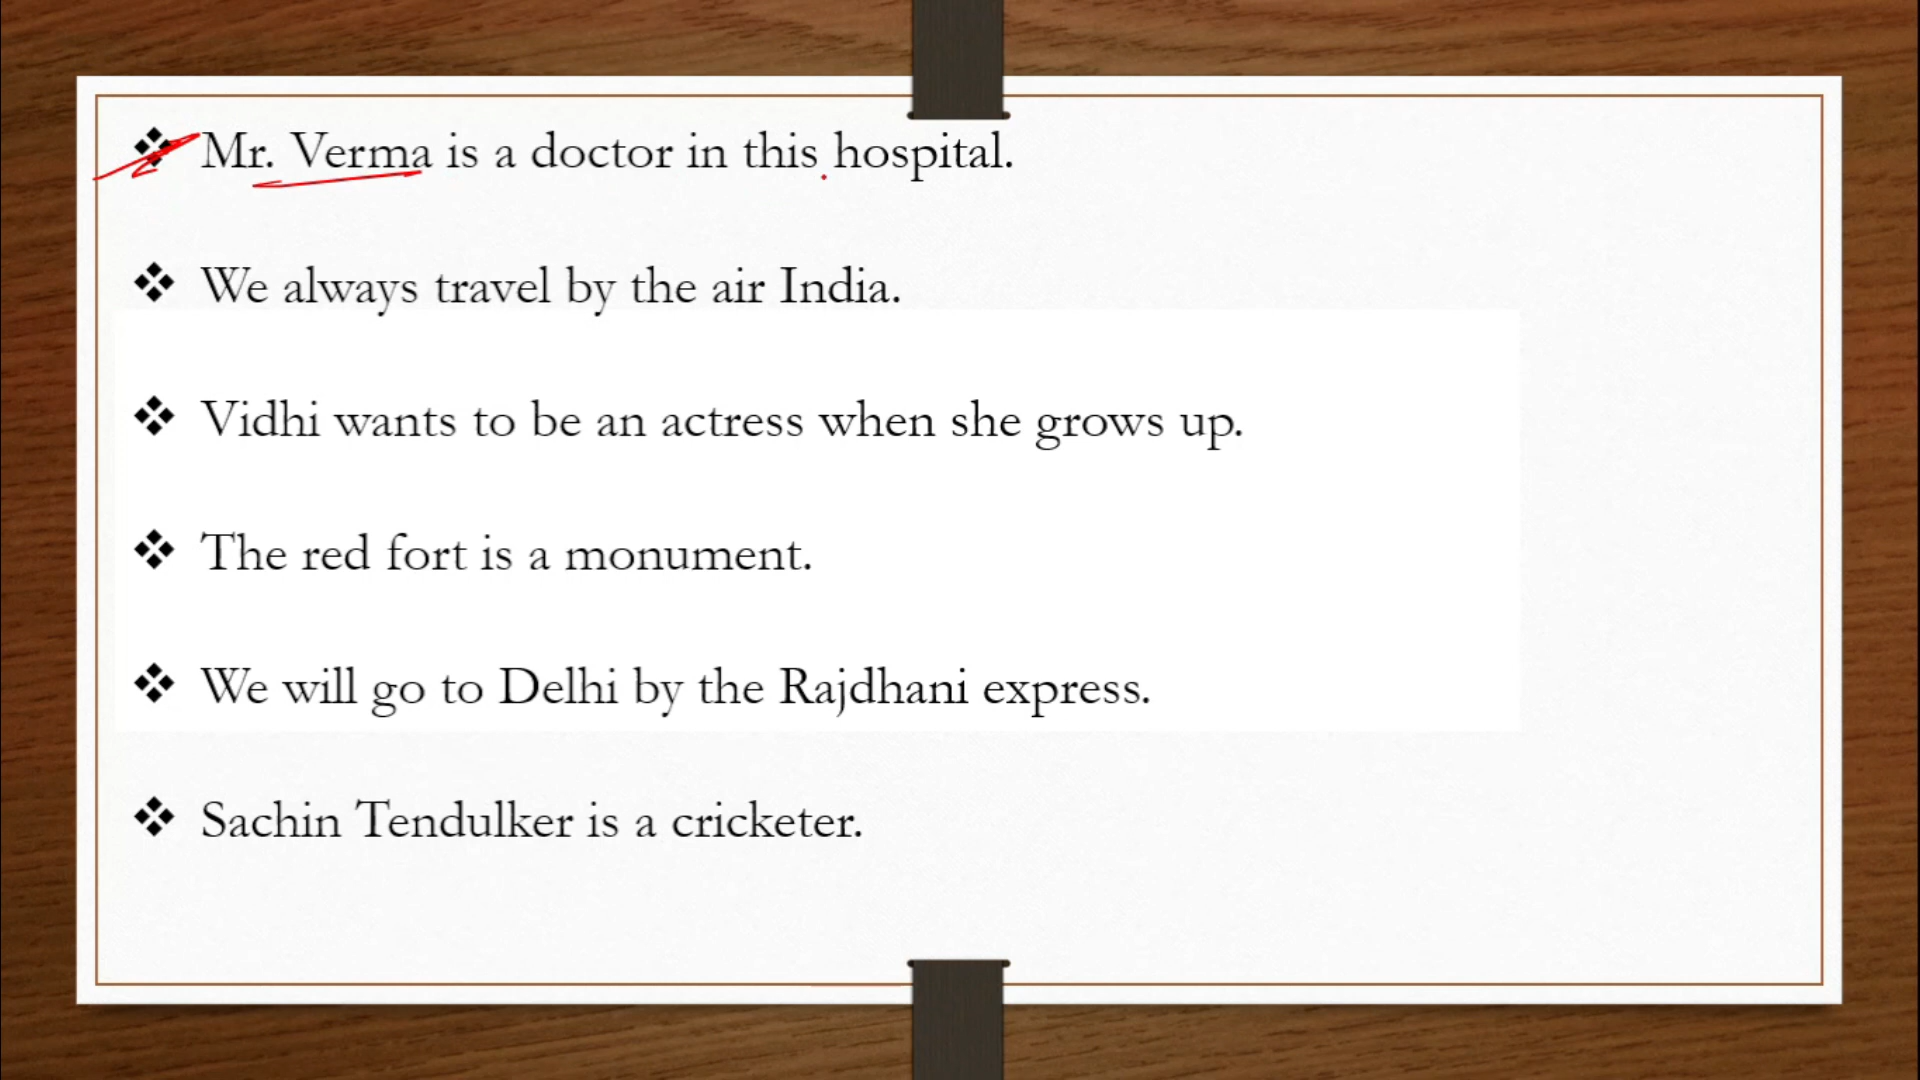 Mr. Verma is a doctor in this hospital.
We always travel by the air India.
Vidhi wants to be an actress when she grows up.
The red fort is a monument.
We will go to Delhi by the Rajdhani express.
Sachin Tendulker is a cricketer.